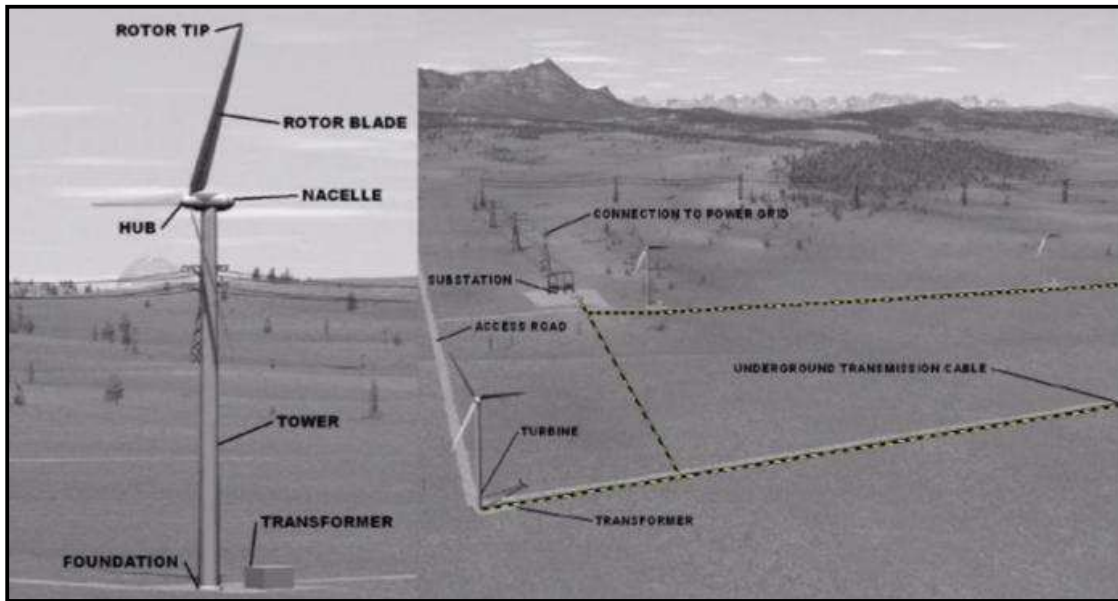 ROTOR TIP
ROTOR BLADE
NACELLE
HUB
TOWER
TRANSFORMER
FOUNDATION
CONNECTION TO POWER GRID
SUBSTATION
ACCESS ROAD
UNDERGROUND TRANSMISSION CABLE
TURBINE
TRANSFORMER